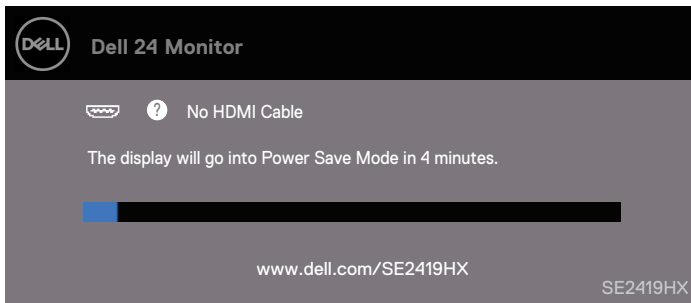 DELL
Dell 24 Monitor
? No HDMI Cable
The display will go into Power Save Mode in 4 minutes.
www.dell.com/SE2419HX
SE2419HX